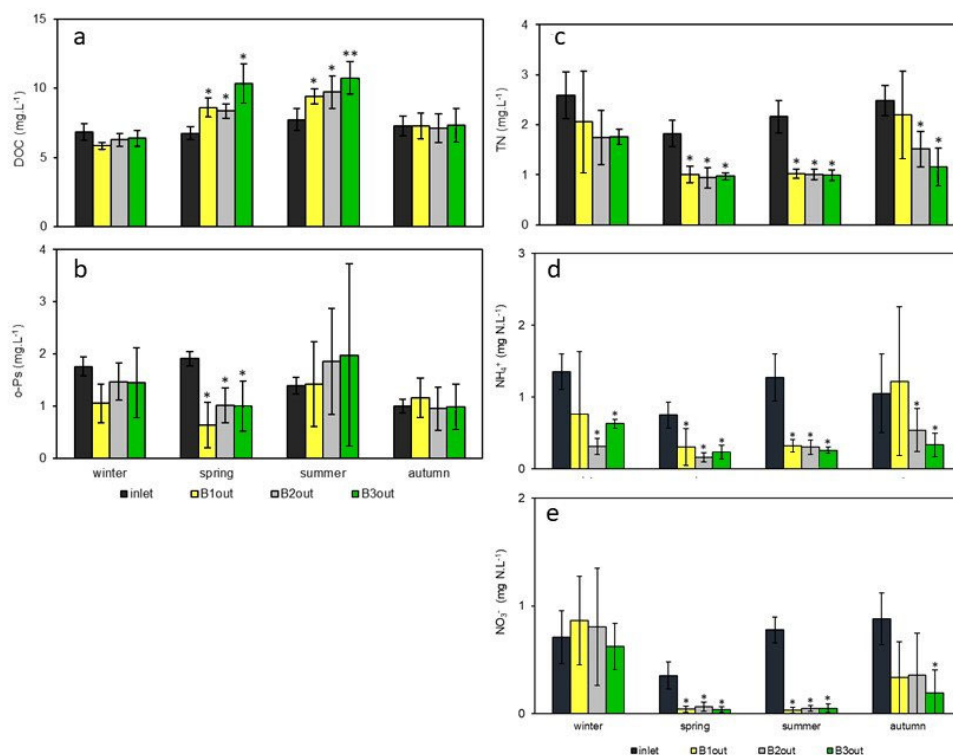 a
DOC (mg.L-1)
15
10
5
0
* * * * * **
b
o-Ps (mg.L-1)
4
3
2
1
0
* * *
winter spring summer autumn
inlet B1out B2out B3out
c
TN (mg.L-1)
4
3
2
1
0
* * * * * * * *
d
NH4+ (mg N.L-1)
3
2
1
0
* * * * * * * * * *
e
NO3- (mg N.L-1)
2
1
0
* * * * * * *
winter spring summer autumn
inlet B1out B2out B3out